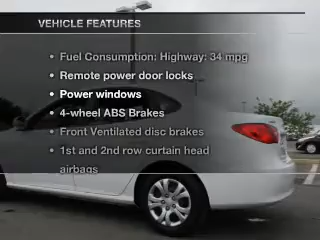 VEHICLE FEATURES
• Fuel Consumption: Highway: 34 mpg
• Remote power door locks
• Power windows
• 4-wheel ABS Brakes
• Front Ventilated disc brakes
• 1st and 2nd row curtain head
airbags